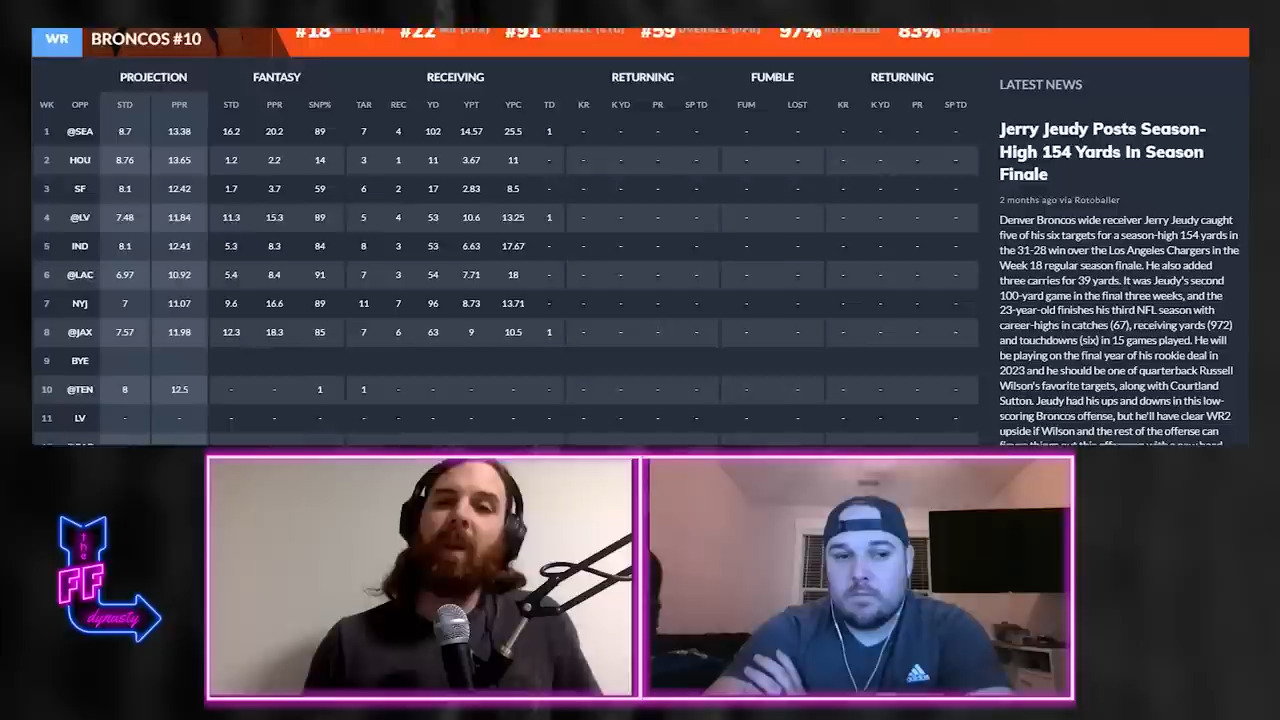 WR BRONCOS #10 #18 #22 #91 #59 97% 83%
PROJECTION FANTASY RECEIVING RETURNING FUMBLE RETURNING
WK OPP STD PPR STD PPR SNP% TAR REC YD YPT YPC TD KR K YD PR SP TD FUM LOST KR K YD PR SP TD
1 @SEA 8.7 13.38 16.2 20.2 89 7 4 102 14.57 25.5 1 - - - - - - - - - -
2 HOU 8.76 13.65 1.2 2.2 14 3 1 11 3.67 11 - - - - - - - - - - -
3 SF 8.1 12.42 1.7 3.7 59 6 2 17 2.83 8.5 - - - - - - - - - - -
4 @LV 7.48 11.84 11.3 15.3 89 5 4 53 10.6 13.25 1 - - - - - - - - - -
5 IND 8.1 12.41 5.3 8.3 84 8 3 53 6.63 17.67 - - - - - - - - - - -
6 @LAC 6.97 10.92 5.4 8.4 91 7 3 54 7.71 18 - - - - - - - - - - -
7 NYJ 7 11.07 9.6 16.6 89 11 7 96 8.73 13.71 - - - - - - - - - - -
8 @JAX 7.57 11.98 12.3 18.3 85 7 6 63 9 10.5 1 - - - - - - - - - -
9 BYE
10 @TEN 8 12.5 - - 1 1 - - - - - - - - - - - - - - -
11 LV - - - - - - - - - - - - - - - - - - - - -
LATEST NEWS
Jerry Jeudy Posts Season-
High 154 Yards In Season
Finale
2 months ago via Rotoballer
Denver Broncos wide receiver Jerry Jeudy caught
five of his six targets for a season-high 154 yards in
the 31-28 win over the Los Angeles Chargers in the
Week 18 regular season finale. He also added
three carries for 39 yards. It was Jeudy's second
100-yard game in the final three weeks, and the
23-year-old finishes his third NFL season with
career-highs in catches (67), receiving yards (972)
and touchdowns (six) in 15 games played. He will
be playing on the final year of his rookie deal in
2023 and he should be one of quarterback Russell
Wilson's favorite targets, along with Courtland
Sutton. Jeudy had his ups and downs in this low-
scoring Broncos offense, but he'll have clear WR2
upside if Wilson and the rest of the offense can
the
FF
dynasty
adidas